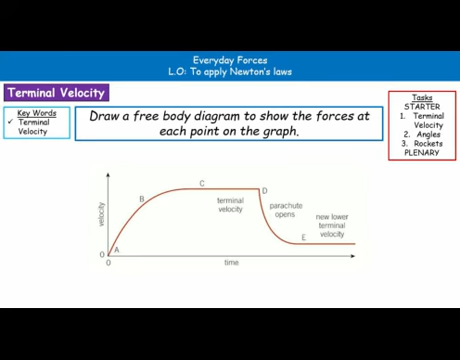 Everyday Forces
L.O: To apply Newton's laws
Terminal Velocity
Key Words
✓ Terminal
Velocity
Draw a free body diagram to show the forces at
each point on the graph.
Tasks
STARTER
1. Terminal
Velocity
2. Angles
3. Rockets
PLENARY
velocity
0
A
B
C
terminal
velocity
D
parachute
opens
E
new lower
terminal
velocity
0
time